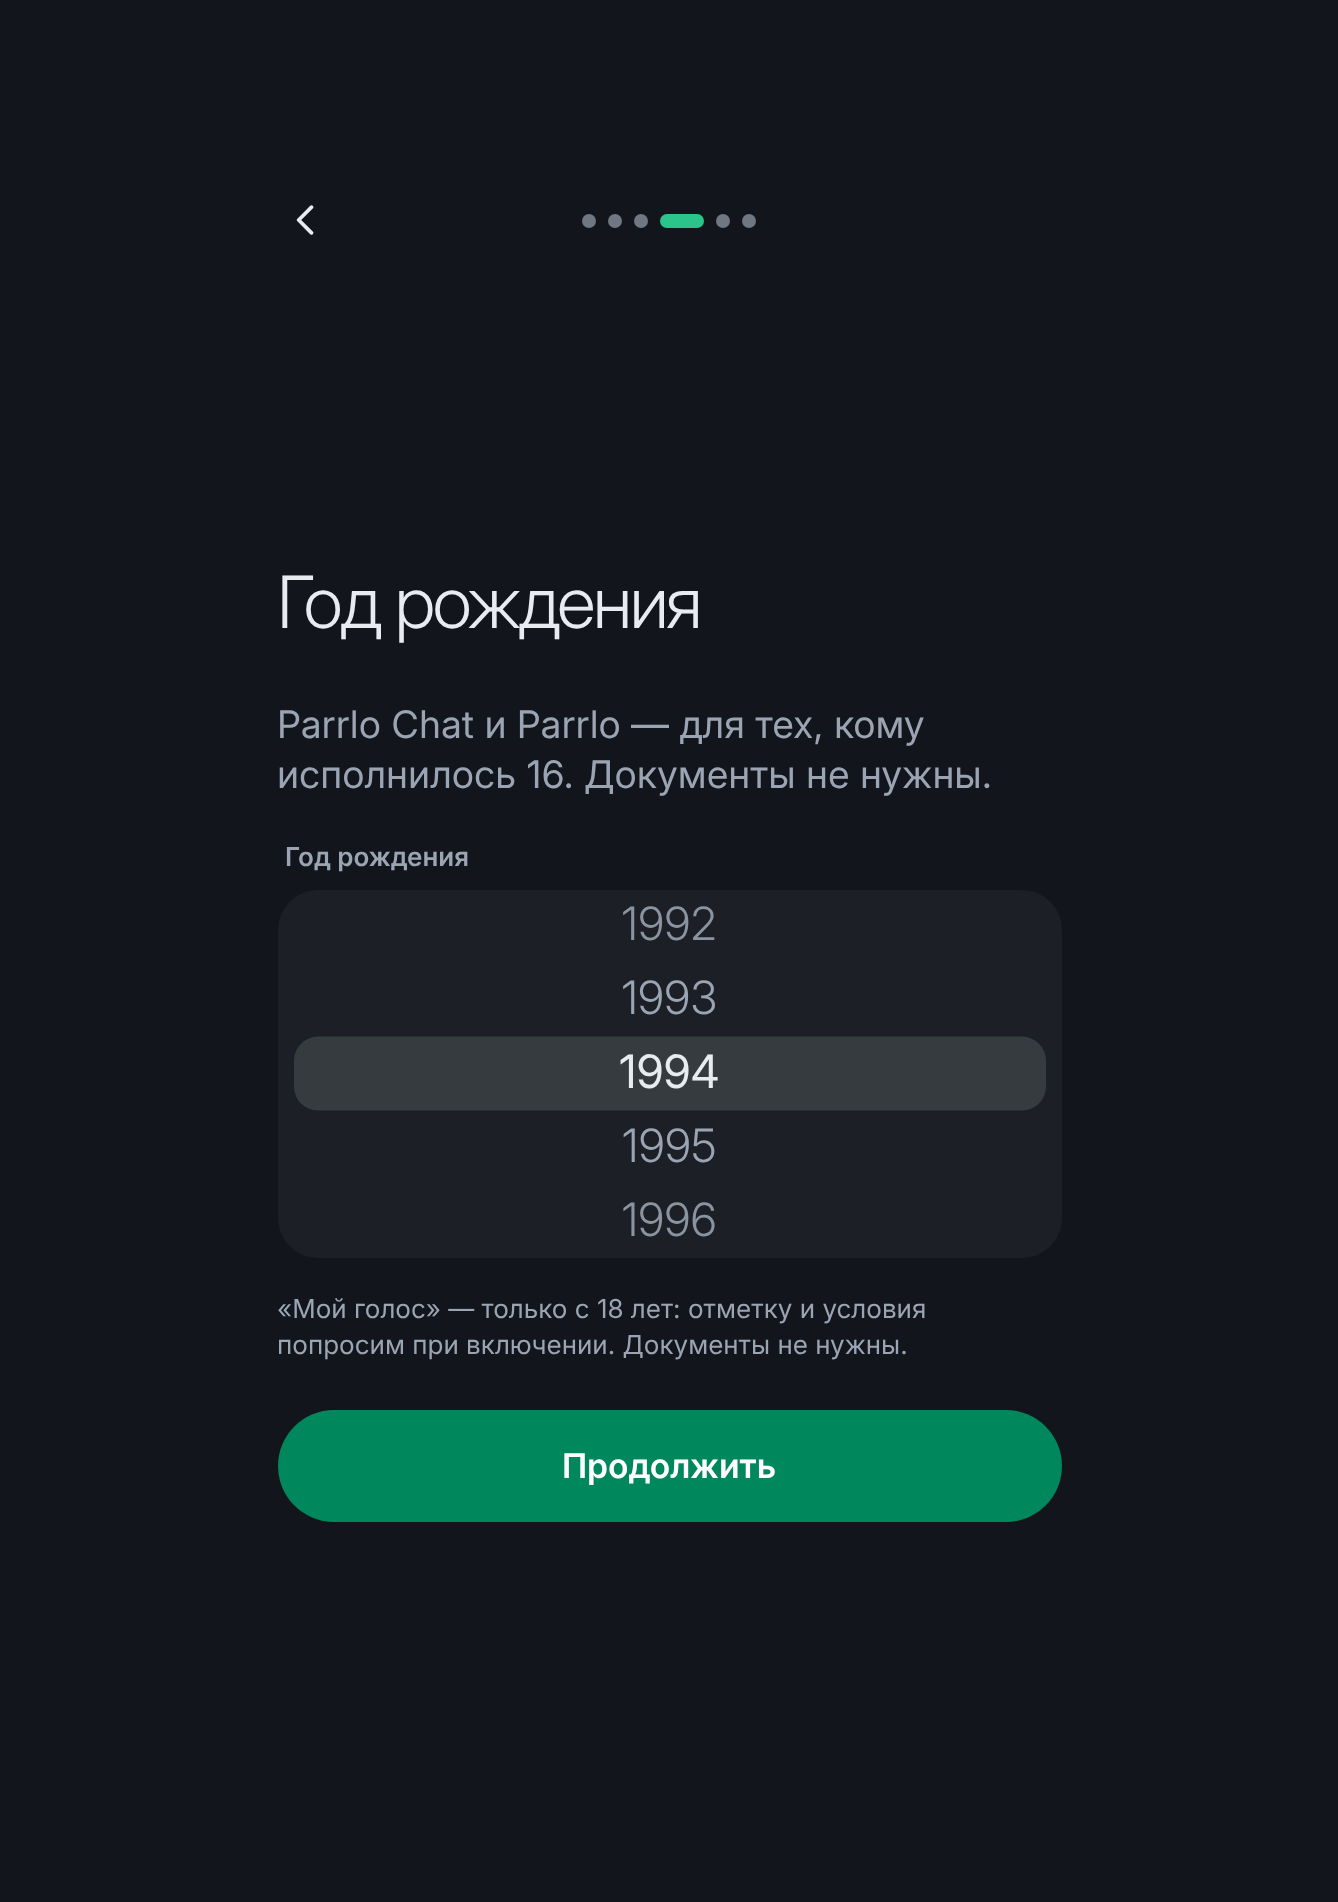 Год рождения
Parrlo Chat и Parrlo — для тех, кому
исполнилось 16. Документы не нужны.
Год рождения
1992
1993
1994
1995
1996
«Мой голос» — только с 18 лет: отметку и условия
попросим при включении. Документы не нужны.
Продолжить